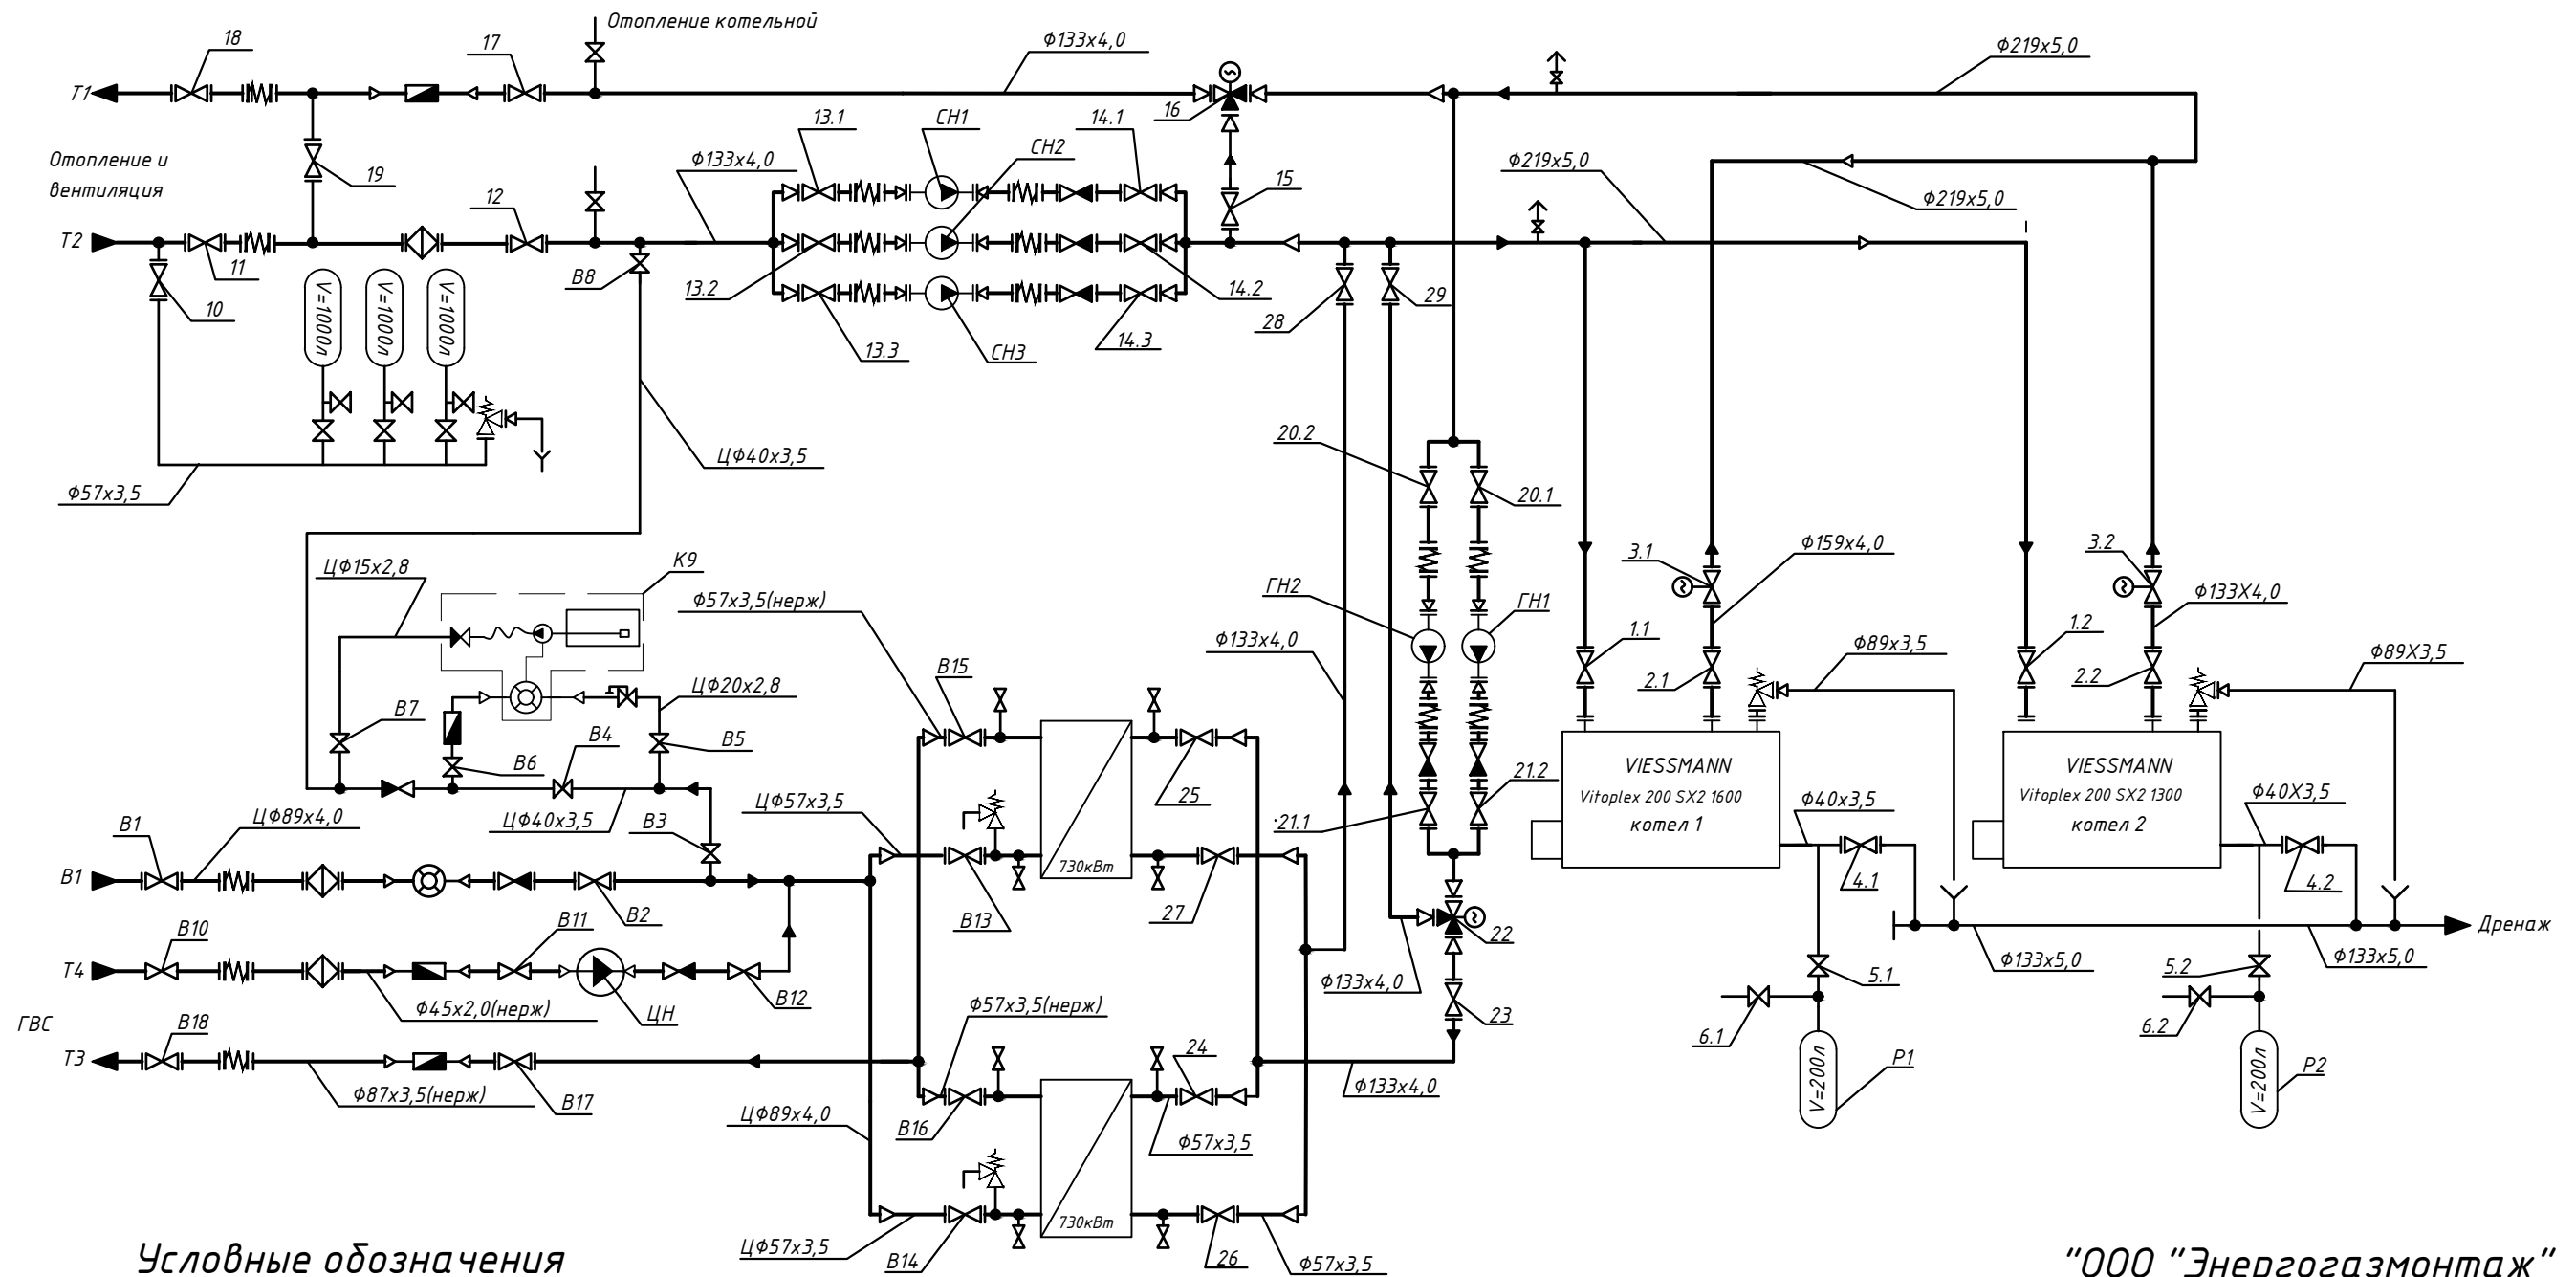 Отопление котельной
18
17
Ф133х4,0
Ф219х5,0
Т1
16
13.1
СН1
14.1
СН2
Отопление и
вентиляция
Ф133х4,0
Ф219х5,0
19
15
Ф219х5,0
12
Т2
11
В8
13.2
14.2
10
V=1000л
V=1000л
V=1000л
28
29
13.3
СН3
14.3
20.2
ЦФ40х3,5
Ф57х3,5
20.1
К9
ЦФ15х2,8
3.1
Ф159х4,0
3.2
Ф57х3,5(нерж)
ГН2
ГН1
Ф133Х4,0
Ф133х4,0
1.1
1.2
Ф89х3,5
Ф89Х3,5
В15
ЦФ20х2,8
2.1
2.2
В7
В4
В5
В6
VIESSMANN
Vitoplex 200 SX2 1600
котел 1
VIESSMANN
Vitoplex 200 SX2 1300
котел 2
21.2
25
ЦФ57х3,5
Ф40х3,5
Ф40Х3,5
В1
ЦФ89х4,0
ЦФ40х3,5
В3
21.1
730кВт
В1
В2
4.1
4.2
В13
27
22
В10
В11
Дренаж
Т4
Ф133х4,0
Ф133х5,0
Ф133х5,0
5.1
5.2
Ф45х2,0(нерж)
ЦН
В12
Ф57х3,5(нерж)
23
6.1
6.2
ГВС
В18
24
Т3
Р1
Р2
V=200л
V=200л
Ф87х3,5(нерж)
В17
Ф133х4,0
ЦФ89х4,0
В16
Ф57х3,5
730кВт
ЦФ57х3,5
В14
26
Ф57х3,5
Условные обозначения
"ООО "Энергогазмонтаж"